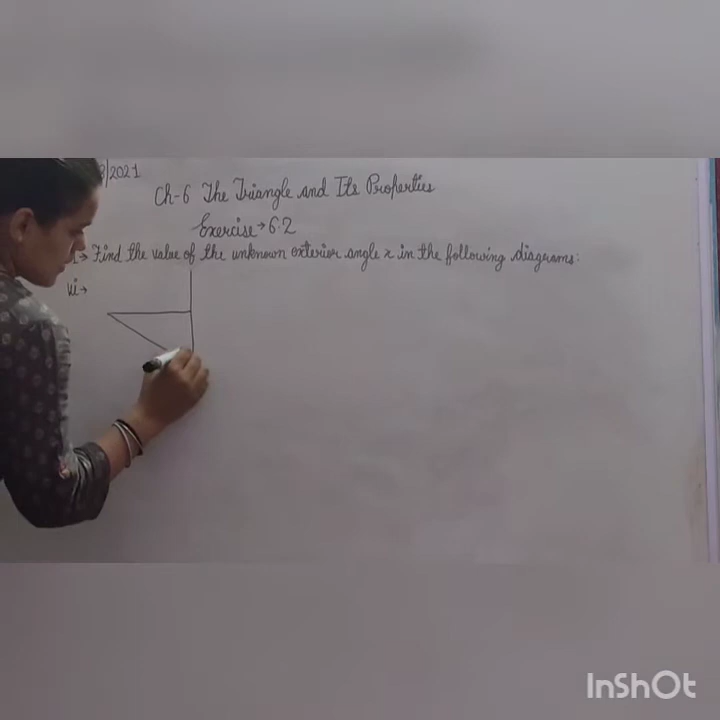 /2021
Ch-6 The Triangle and Its Properties
Exercise → 6.2
1 → Find the value of the unknown exterior angle x in the following diagrams:
vi →
InShOt